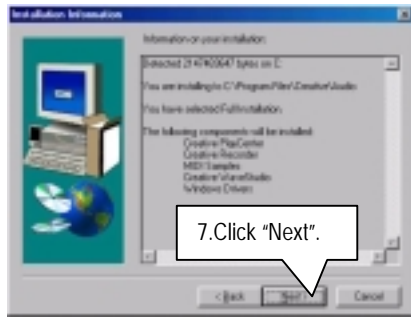 Installation Information
Information on your installation:
Detected 2147483647 bytes on C:
You are installing to C:\Program Files\Creative\Audio
You have selected Full Installation.
The following components will be installed:
Creative PlayCenter
Creative Recorder
MIDI Samples
Creative WaveStudio
Windows Drivers
7.Click “Next”.
< Back
Next >
Cancel